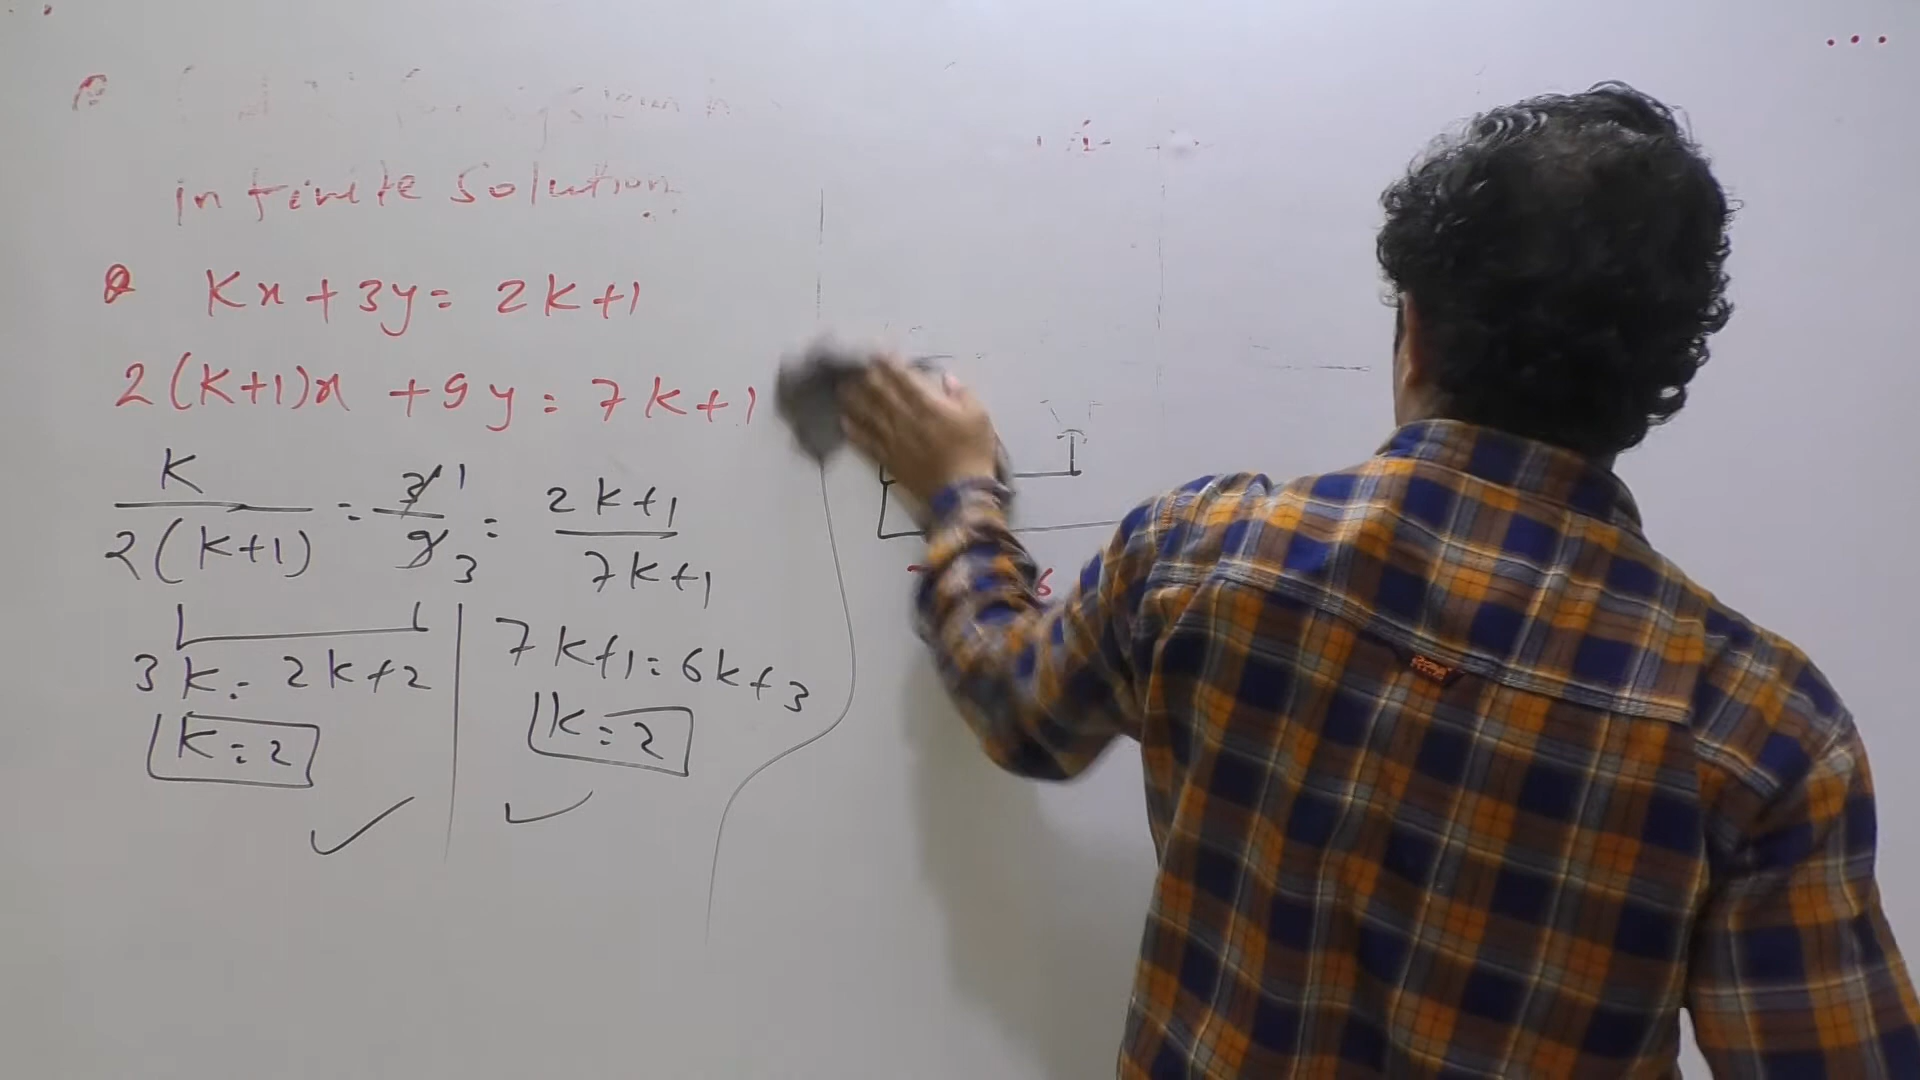 infinite solution
Q Kx + 3y = 2k+1
2(K+1)x + 9y = 7k+1
K/2(K+1) = 3/9 1/3 = 2k+1/7k+1
3k = 2k+2
7k+1 = 6k+3
K = 2
k = 2
6